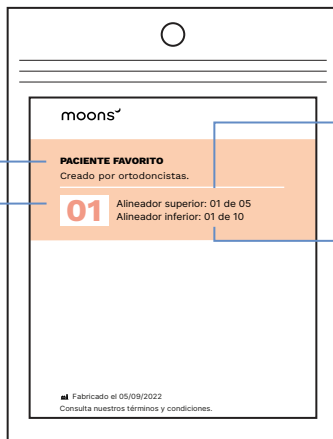 moons
PACIENTE FAVORITO
Creado por ortodoncistas.
01
Alineador superior: 01 de 05
Alineador inferior: 01 de 10
Fabricado el 05/09/2022
Consulta nuestros términos y condiciones.